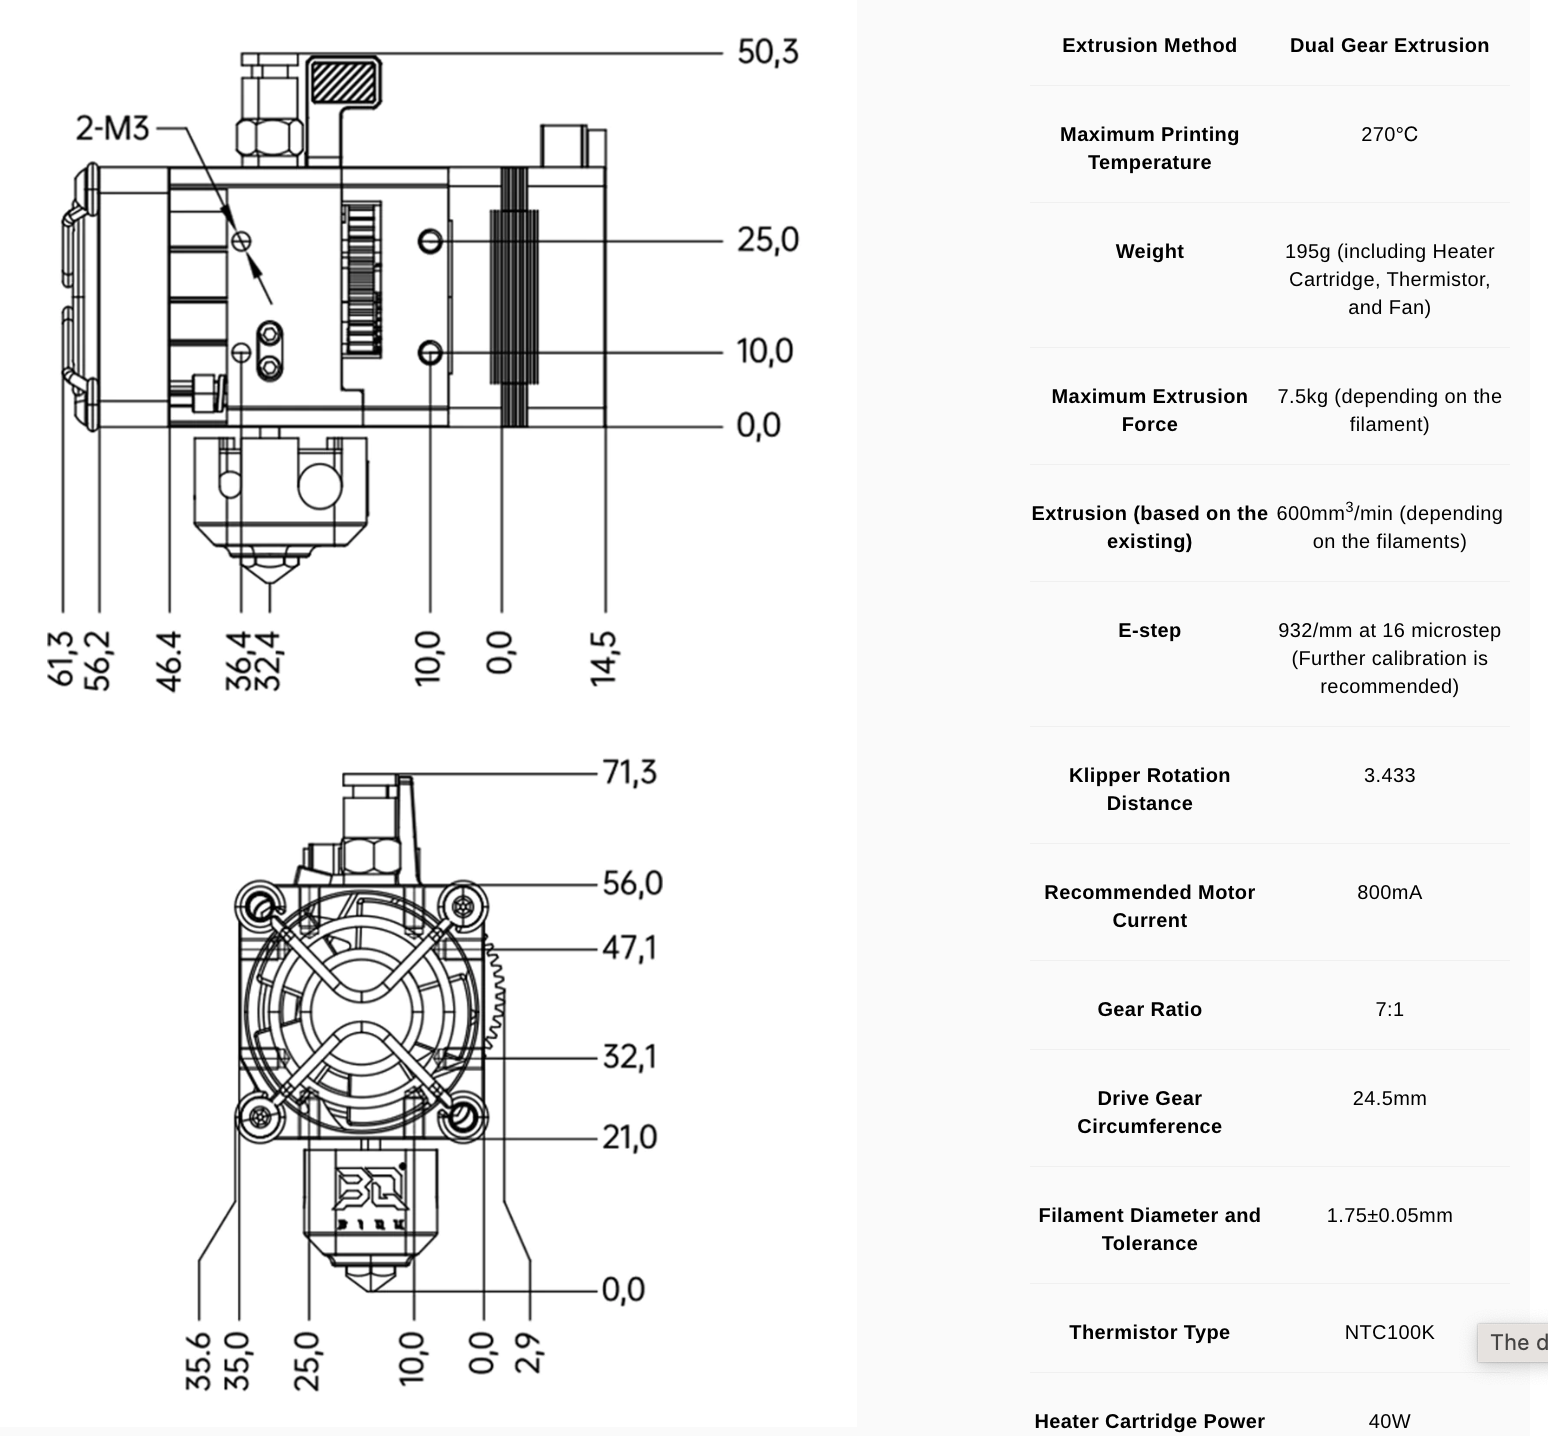 50,3
2-M3
25,0
10,0
0,0
61,3
56,2
46.4
36,4
32,4
10,0
0,0
14,5
71,3
56,0
47,1
32,1
21,0
0,0
35.6
35,0
25,0
10,0
0,0
2,9
Extrusion Method Dual Gear Extrusion
Maximum Printing 270℃
Temperature
Weight 195g (including Heater
Cartridge, Thermistor,
and Fan)
Maximum Extrusion 7.5kg (depending on the
Force filament)
Extrusion (based on the 600mm³/min (depending
existing) on the filaments)
E-step 932/mm at 16 microstep
(Further calibration is
recommended)
Klipper Rotation 3.433
Distance
Recommended Motor 800mA
Current
Gear Ratio 7:1
Drive Gear 24.5mm
Circumference
Filament Diameter and 1.75±0.05mm
Tolerance
Thermistor Type NTC100K
The d
Heater Cartridge Power 40W